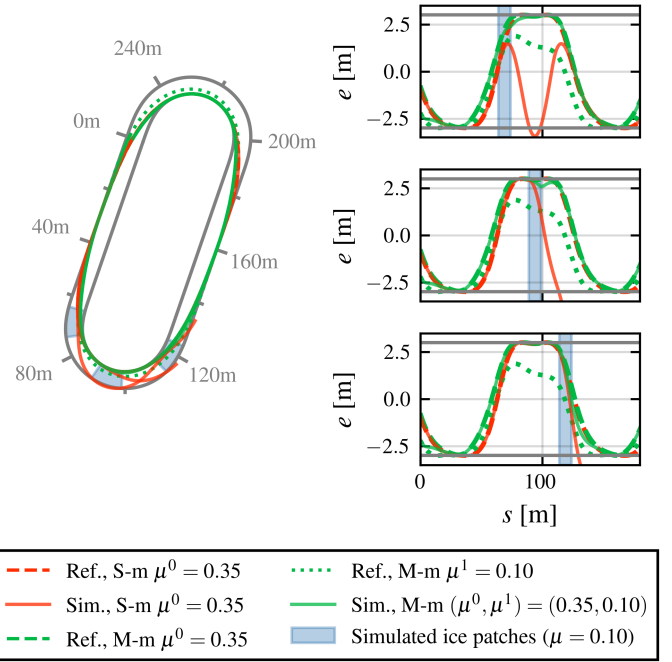 240m
0m
200m
40m
160m
80m
120m
e [m]
2.5
0.0
−2.5
e [m]
2.5
0.0
−2.5
e [m]
2.5
0.0
−2.5
0
100
s [m]
Ref., S-m μ⁰ = 0.35
Sim., S-m μ⁰ = 0.35
Ref., M-m μ⁰ = 0.35
Ref., M-m μ¹ = 0.10
Sim., M-m (μ⁰, μ¹) = (0.35, 0.10)
Simulated ice patches (μ = 0.10)